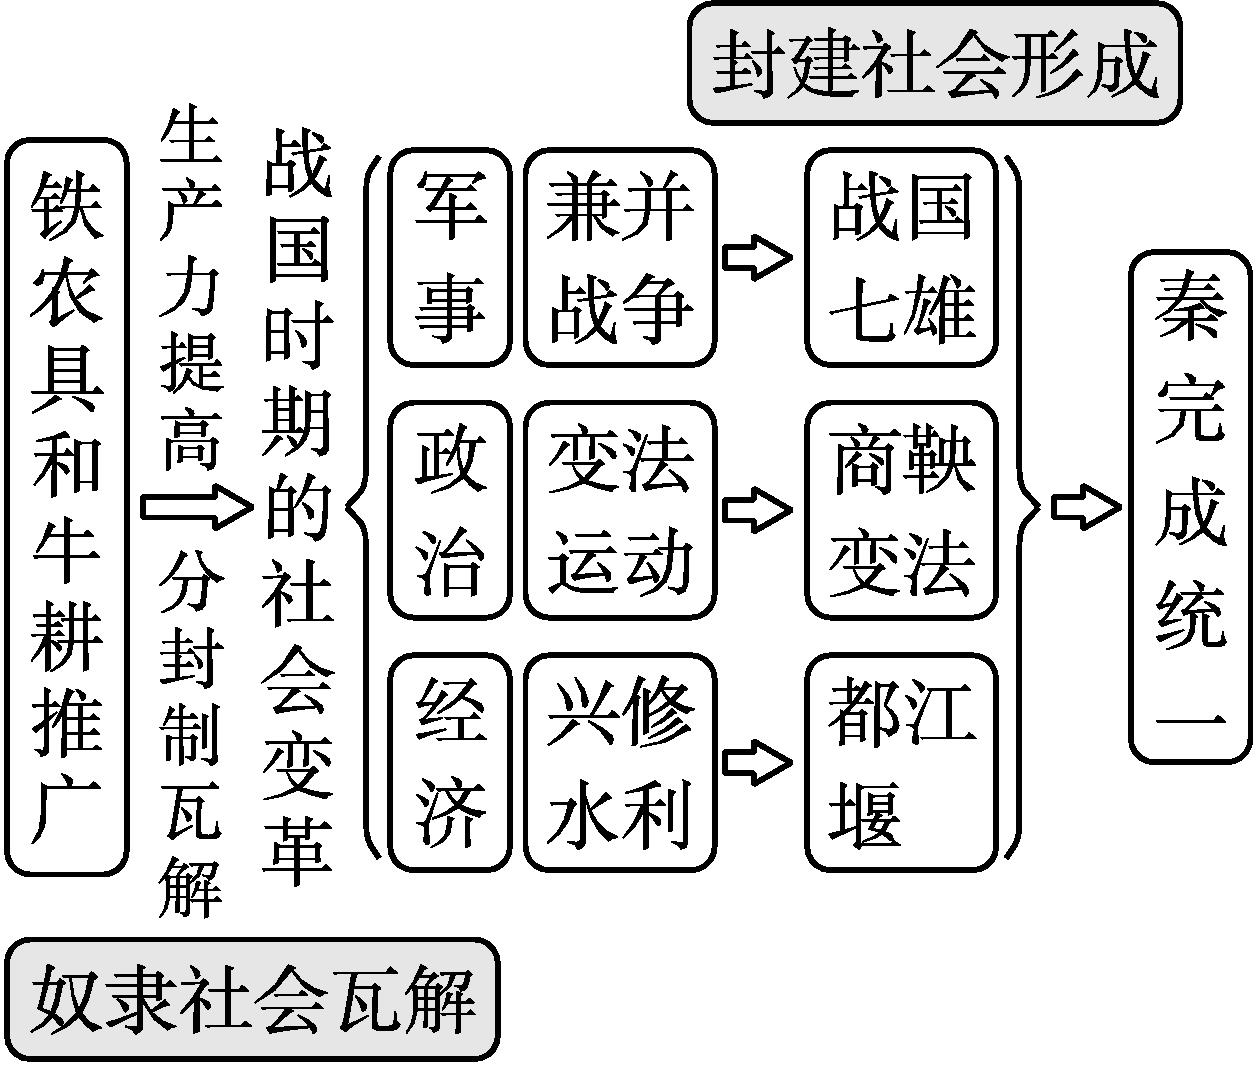 封建社会形成
铁农具和牛耕推广
生产力提高
分封制瓦解
战国时期的社会变革
军事
兼并
战争
战国
七雄
政治
变法
运动
商鞅
变法
经济
兴修
水利
都江
堰
秦完成统一
奴隶社会瓦解